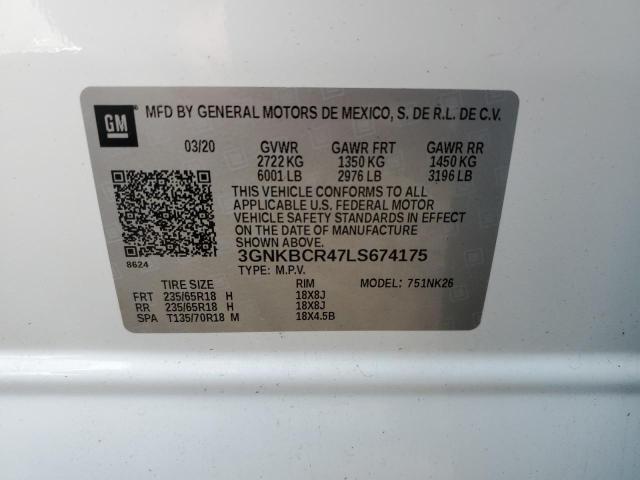 GM MFD BY GENERAL MOTORS DE MEXICO, S. DE R.L. DE C.V.
03/20 GVWR GAWR FRT GAWR RR
2722 KG 1350 KG 1450 KG
6001 LB 2976 LB 3196 LB
THIS VEHICLE CONFORMS TO ALL
APPLICABLE U.S. FEDERAL MOTOR
VEHICLE SAFETY STANDARDS IN EFFECT
ON THE DATE OF MANUFACTURE
SHOWN ABOVE.
8624
3GNKBCR47LS674175
TYPE: M.P.V.
TIRE SIZE RIM MODEL: 751NK26
FRT 235/65R18 H 18X8J
RR 235/65R18 H 18X8J
SPA T135/70R18 M 18X4.5B